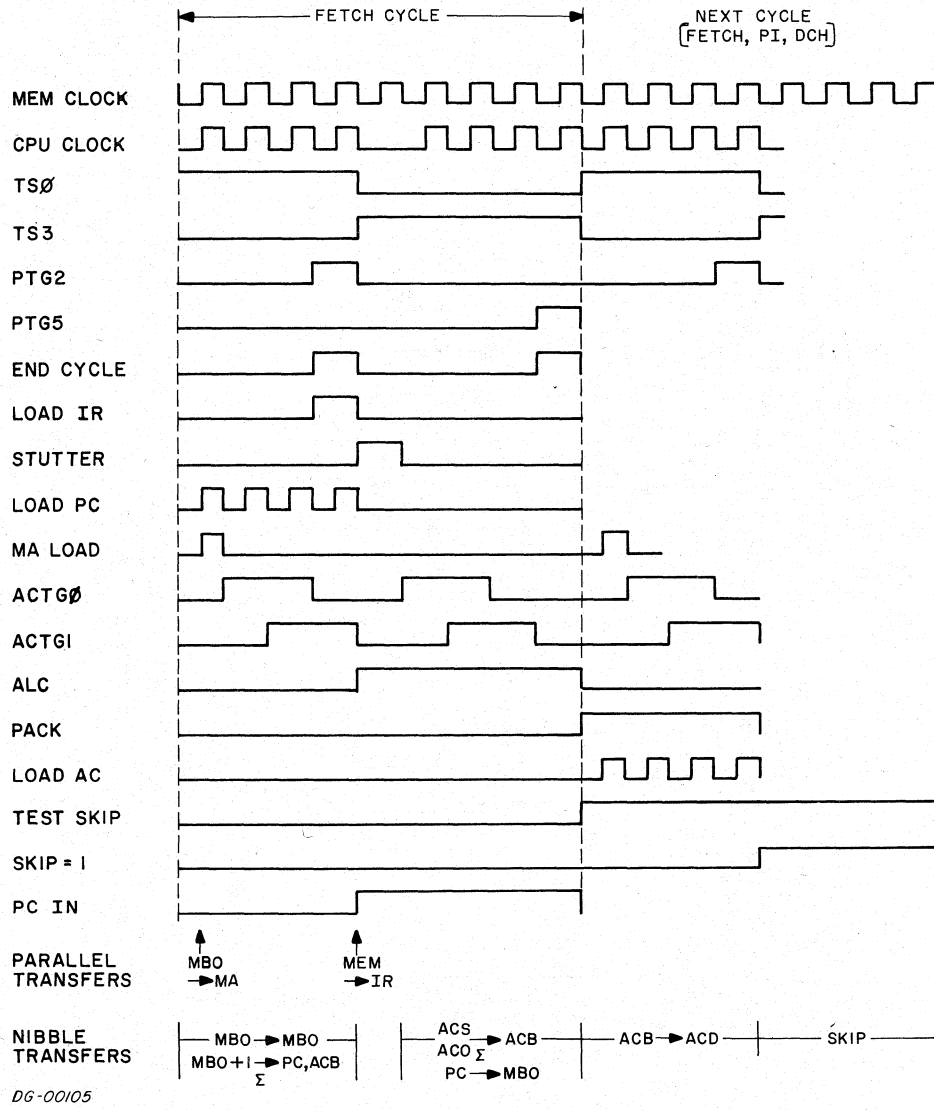 FETCH CYCLE
NEXT CYCLE
[FETCH, PI, DCH]
MEM CLOCK
CPU CLOCK
TSØ
TS3
PTG2
PTG5
END CYCLE
LOAD IR
STUTTER
LOAD PC
MA LOAD
ACTGØ
ACTG1
ALC
PACK
LOAD AC
TEST SKIP
SKIP = 1
PC IN
PARALLEL TRANSFERS
MBO → MA
MEM → IR
NIBBLE TRANSFERS
MBO → MBO
MBO+1 → PC, ACB
Σ
ACS
ACO Σ → ACB
PC → MBO
ACB → ACD
SKIP
DG-00105